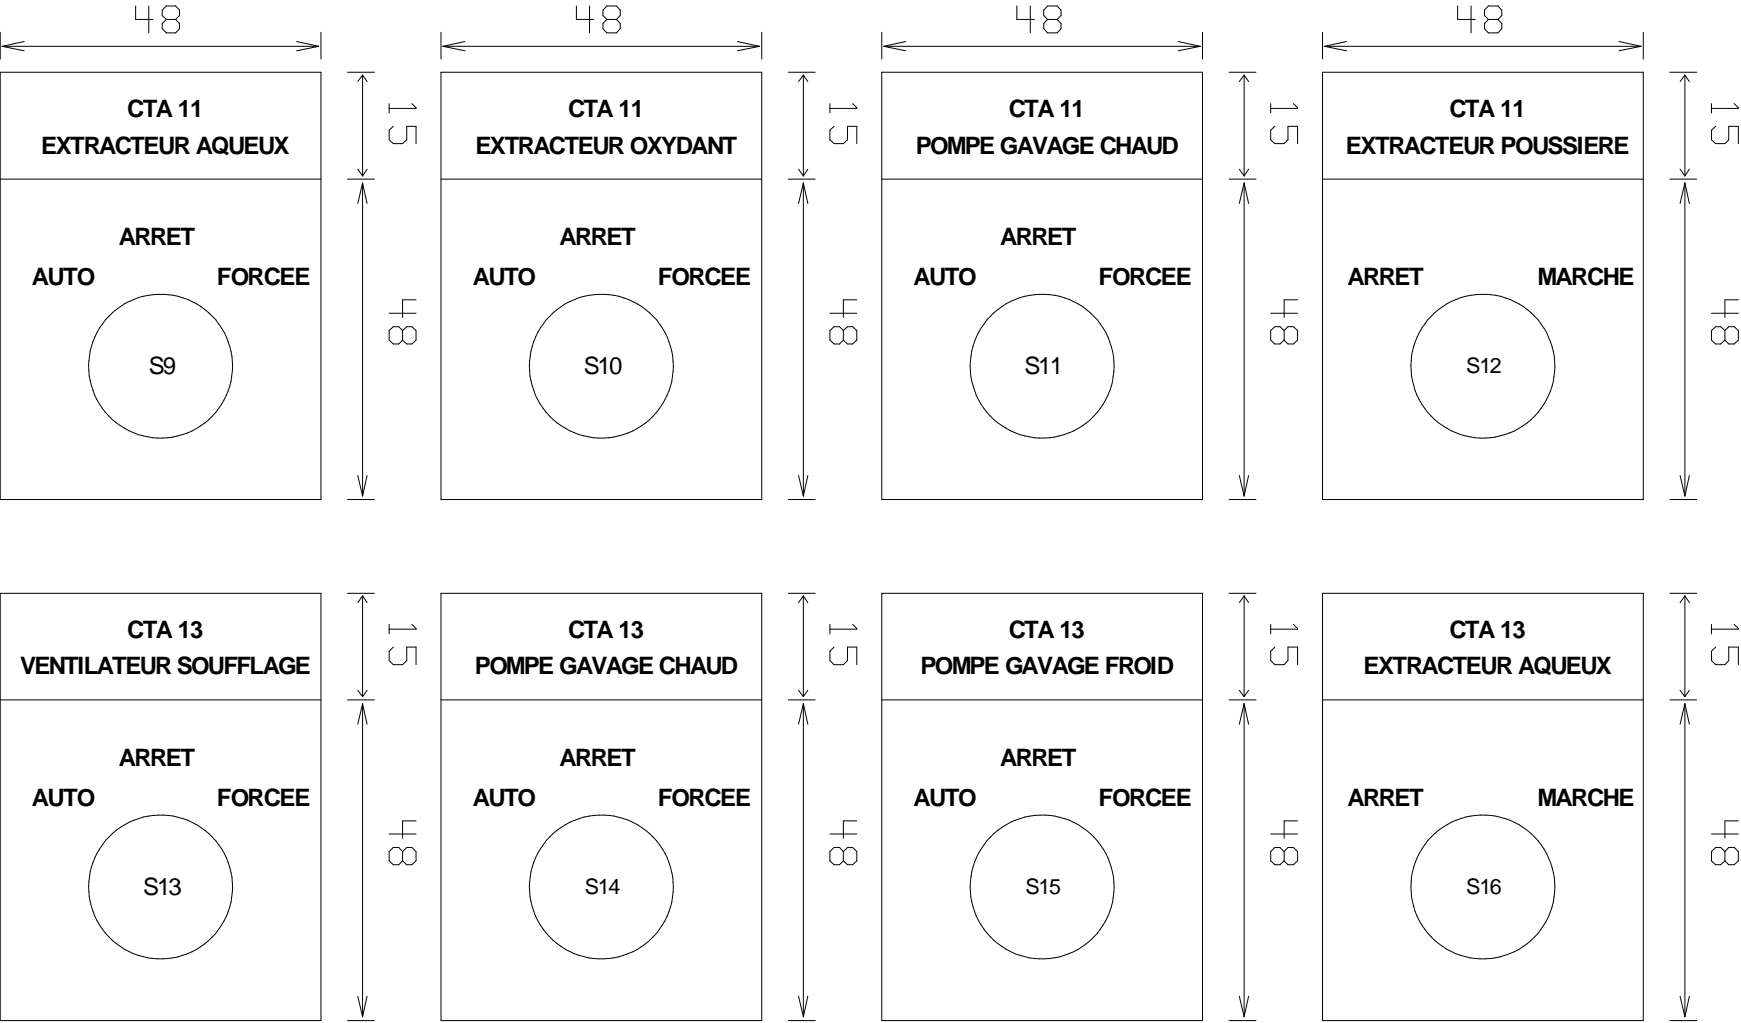 48
48
48
48
CTA 11
EXTRACTEUR AQUEUX
15
ARRET
AUTO FORCEE
S9
48
CTA 11
EXTRACTEUR OXYDANT
15
ARRET
AUTO FORCEE
S10
48
CTA 11
POMPE GAVAGE CHAUD
15
ARRET
AUTO FORCEE
S11
48
CTA 11
EXTRACTEUR POUSSIERE
15
ARRET MARCHE
S12
48
CTA 13
VENTILATEUR SOUFFLAGE
15
ARRET
AUTO FORCEE
S13
48
CTA 13
POMPE GAVAGE CHAUD
15
ARRET
AUTO FORCEE
S14
48
CTA 13
POMPE GAVAGE FROID
15
ARRET
AUTO FORCEE
S15
48
CTA 13
EXTRACTEUR AQUEUX
15
ARRET MARCHE
S16
48